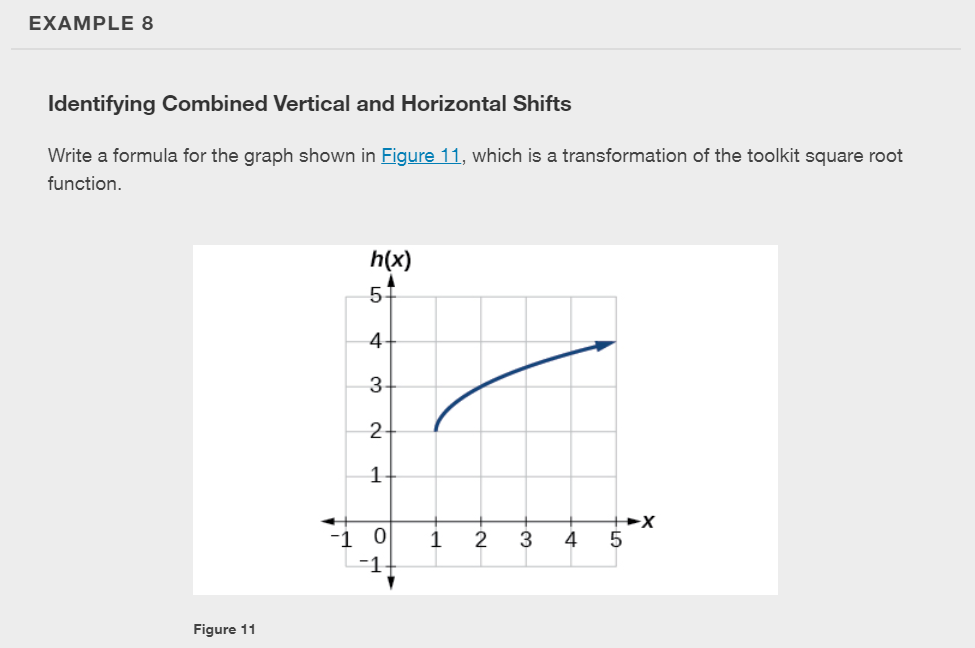 EXAMPLE 8
Identifying Combined Vertical and Horizontal Shifts
Write a formula for the graph shown in Figure 11, which is a transformation of the toolkit square root
function.
h(x)
5
4
3
2
1
x
-1 0 1 2 3 4 5
-1
Figure 11